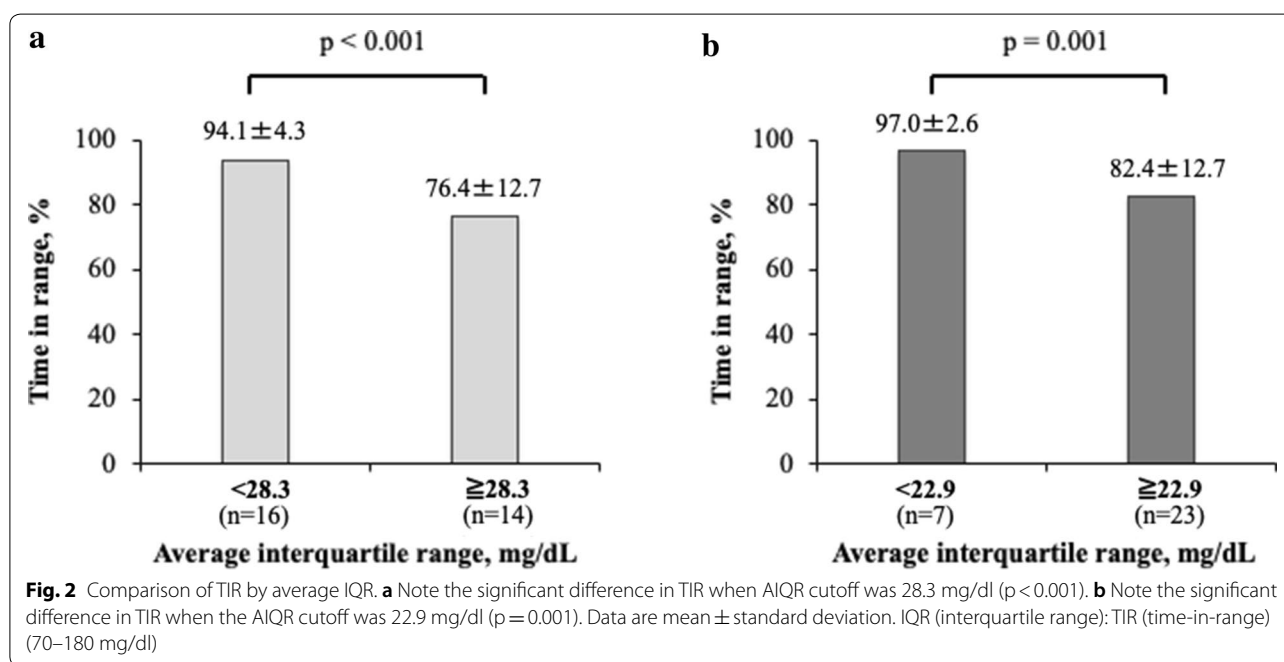 a
p < 0.001
94.1±4.3
76.4±12.7
100
80
60
40
20
0
Time in range, %
<28.3
(n=16)
≧28.3
(n=14)
Average interquartile range, mg/dL
b
p = 0.001
97.0±2.6
82.4±12.7
100
80
60
40
20
0
Time in range, %
<22.9
(n=7)
≧22.9
(n=23)
Average interquartile range, mg/dL
Fig. 2 Comparison of TIR by average IQR. a Note the significant difference in TIR when AIQR cutoff was 28.3 mg/dl (p < 0.001). b Note the significant
difference in TIR when the AIQR cutoff was 22.9 mg/dl (p = 0.001). Data are mean ± standard deviation. IQR (interquartile range): TIR (time-in-range)
(70–180 mg/dl)